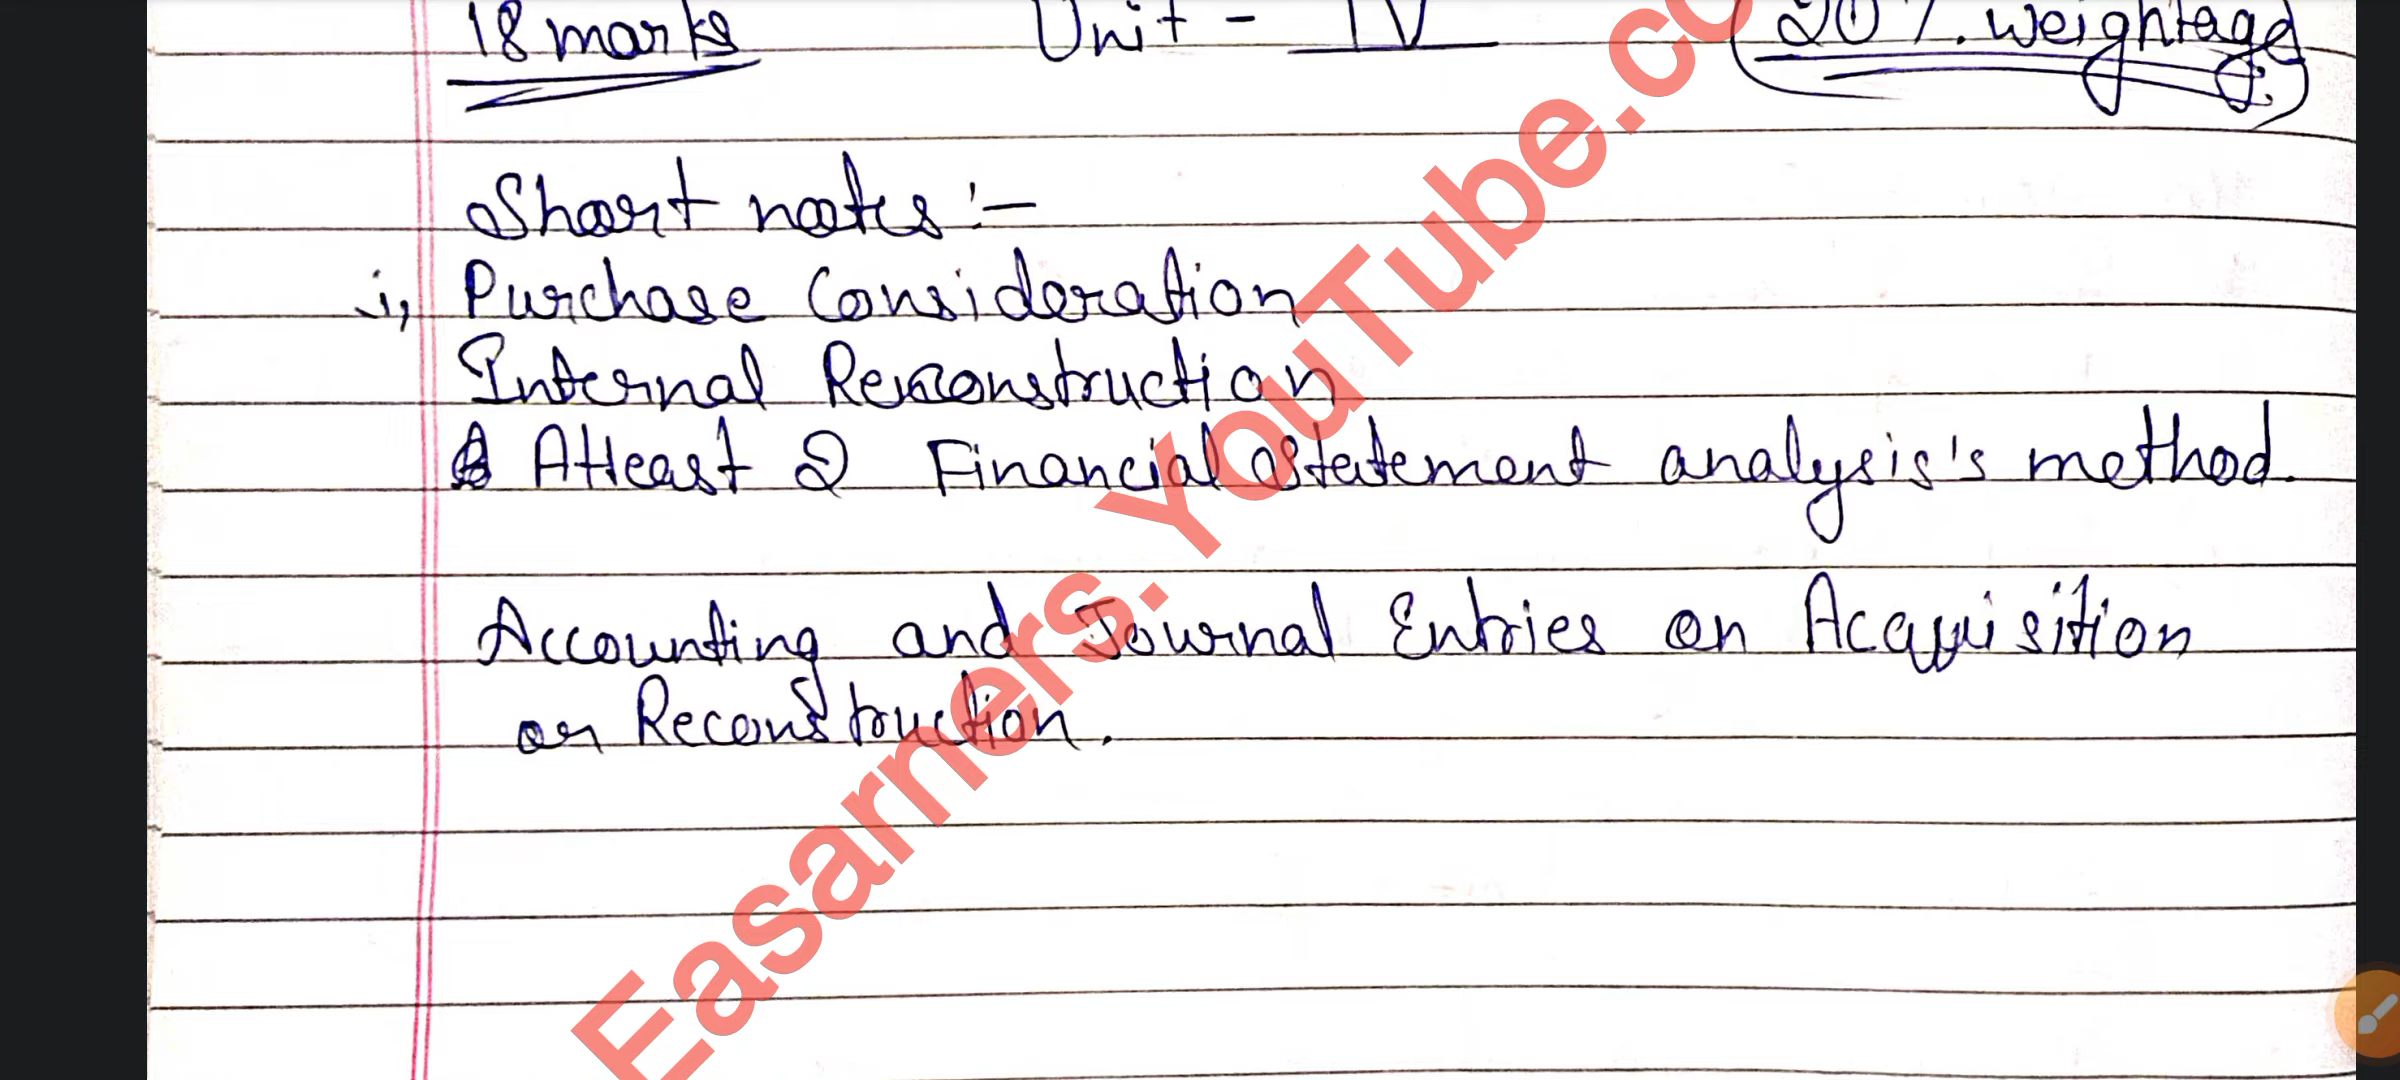 18 marks Unit - IV 20%. weightage
Short notes :-
i, Purchase Consideration
Internal Reconstruction
Atleast 2 Financial Statement analysis's method.
Accounting and Journal Entries on Acquisition
or Reconstruction.
Easarners.YouTube.co